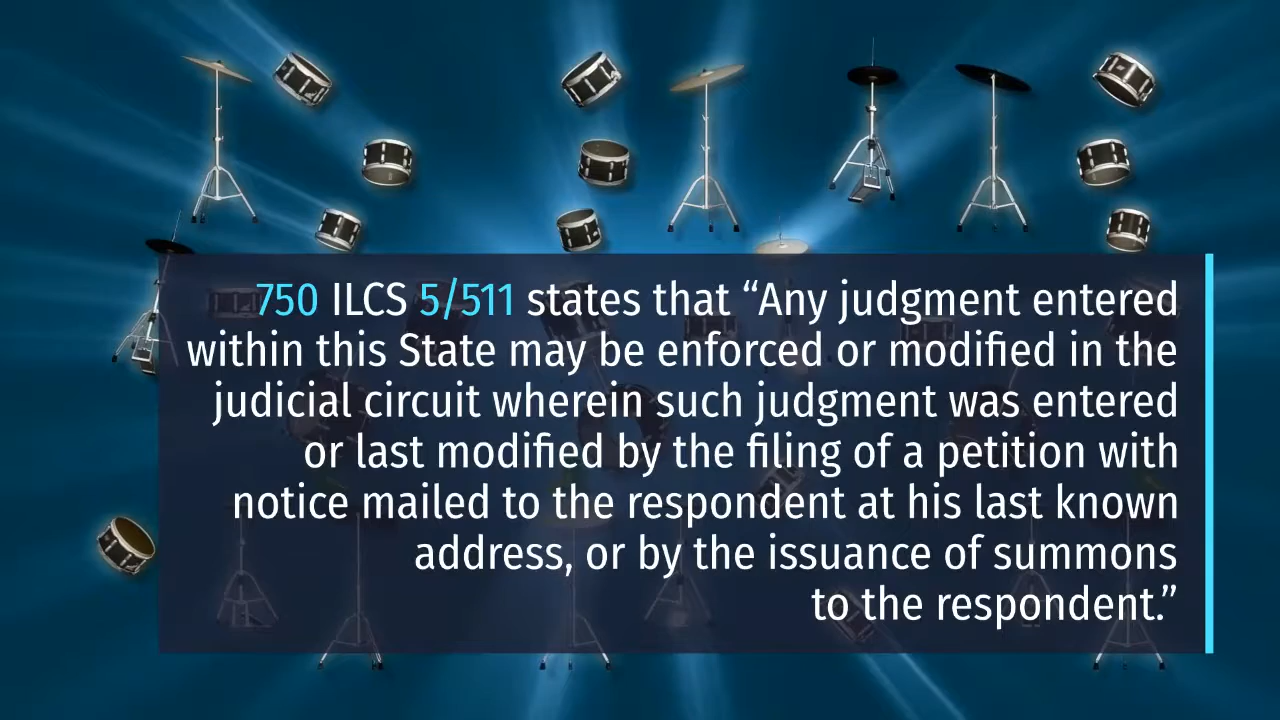 750 ILCS 5/511 states that “Any judgment entered
within this State may be enforced or modified in the
judicial circuit wherein such judgment was entered
or last modified by the filing of a petition with
notice mailed to the respondent at his last known
address, or by the issuance of summons
to the respondent.”